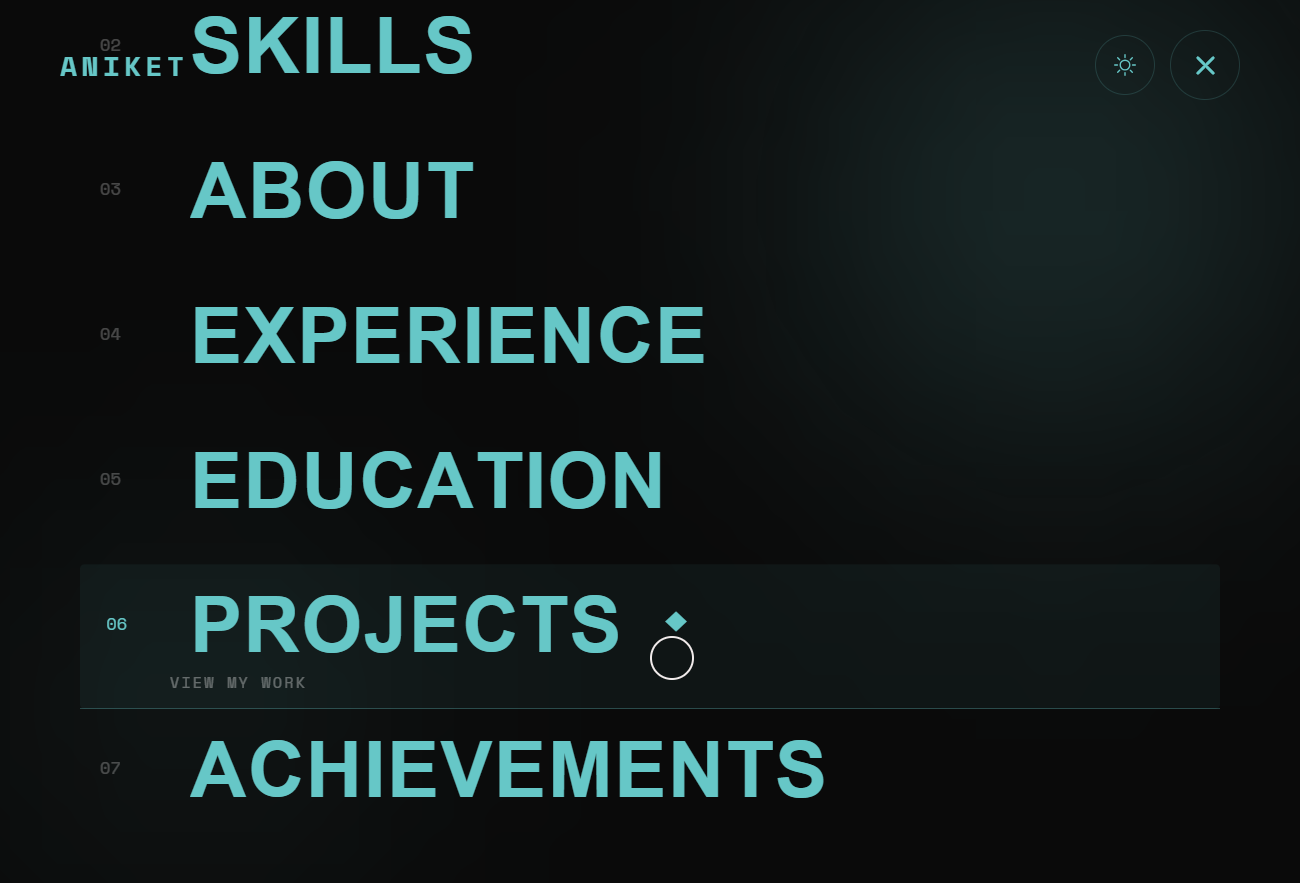 02 SKILLS
ANIKET
03 ABOUT
04 EXPERIENCE
05 EDUCATION
06 PROJECTS
VIEW MY WORK
07 ACHIEVEMENTS